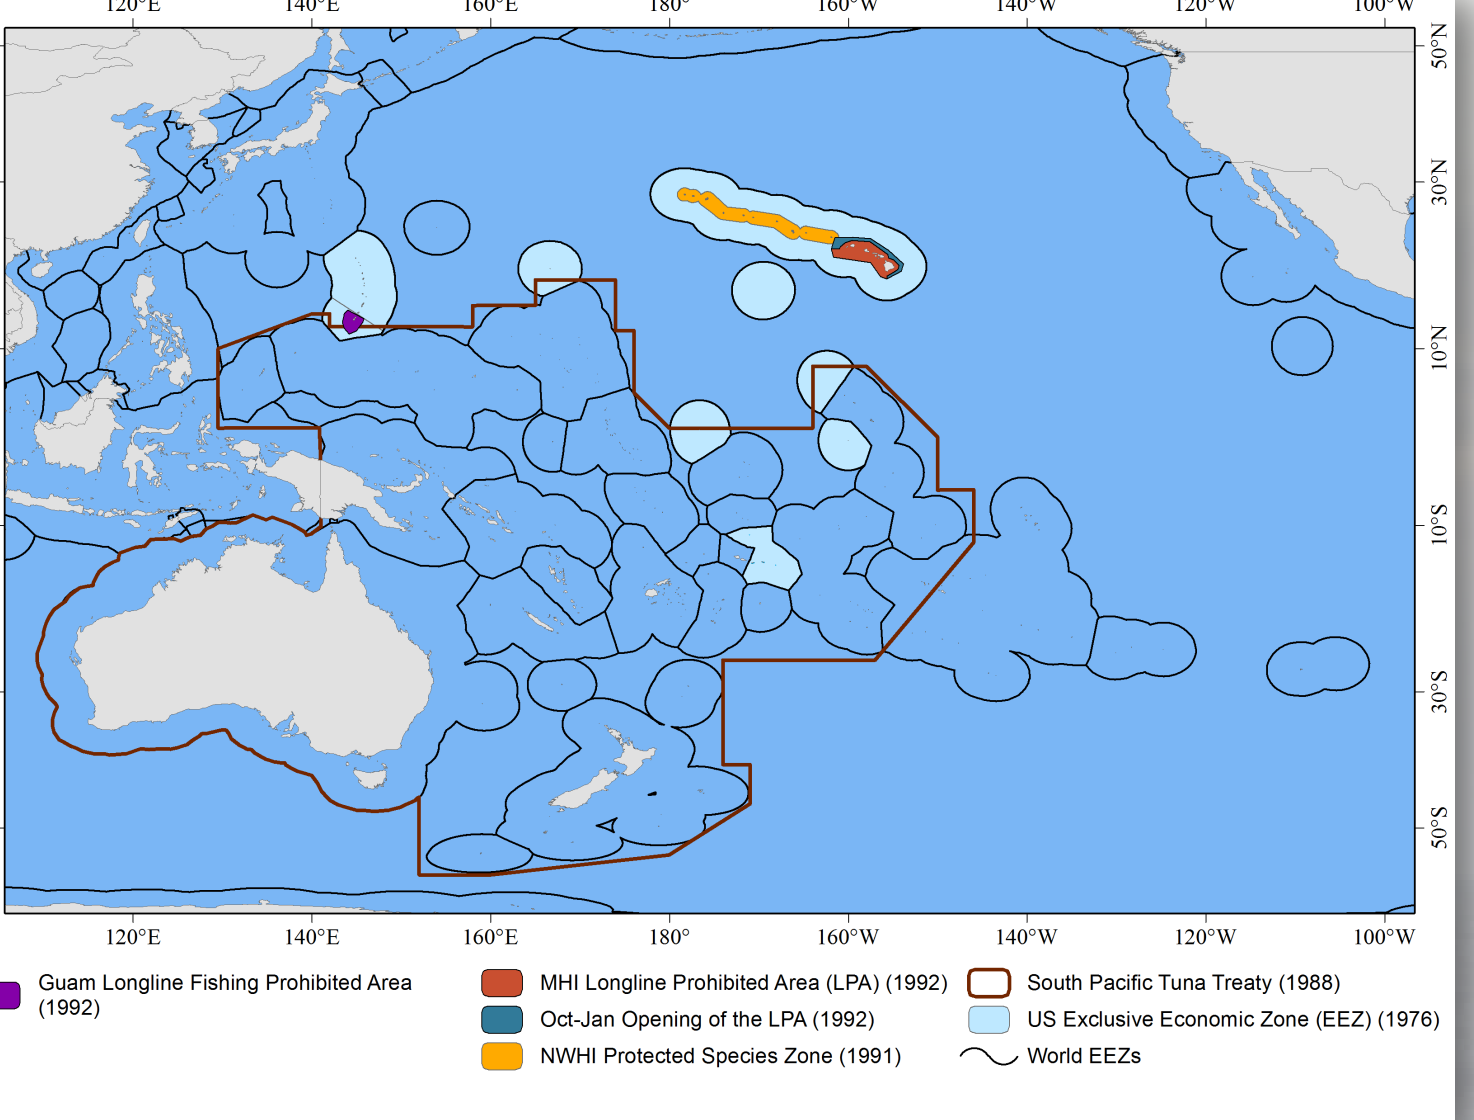 120°E 140°E 160°E 180° 160°W 140°W 120°W 100°W
50°N
30°N
10°N
10°S
30°S
50°S
120°E 140°E 160°E 180° 160°W 140°W 120°W 100°W
Guam Longline Fishing Prohibited Area
(1992)
MHI Longline Prohibited Area (LPA) (1992)
Oct-Jan Opening of the LPA (1992)
NWHI Protected Species Zone (1991)
South Pacific Tuna Treaty (1988)
US Exclusive Economic Zone (EEZ) (1976)
World EEZs